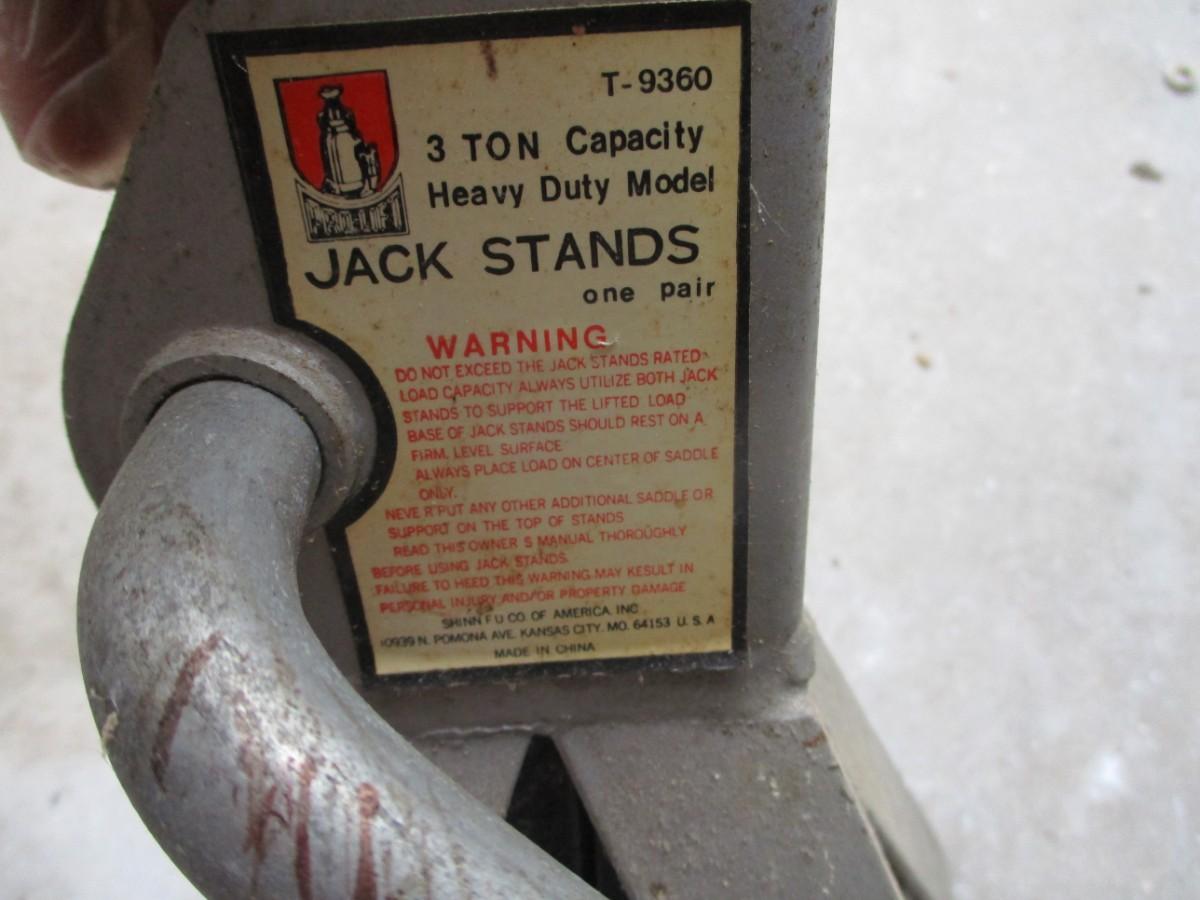 T-9360
3 TON Capacity
Heavy Duty Model
PRO-LIFT
JACK STANDS
one pair
WARNING
DO NOT EXCEED THE JACK STANDS RATED
LOAD CAPACITY ALWAYS UTILIZE BOTH JACK
STANDS TO SUPPORT THE LIFTED LOAD
BASE OF JACK STANDS SHOULD REST ON A
FIRM, LEVEL SURFACE
ALWAYS PLACE LOAD ON CENTER OF SADDLE
ONLY.
NEVE R PUT ANY OTHER ADDITIONAL SADDLE OR
SUPPORT ON THE TOP OF STANDS
READ THIS OWNER S MANUAL THOROUGHLY
BEFORE USING JACK STANDS.
FAILURE TO HEED THIS WARNING MAY RESULT IN
PERSONAL INJURY AND/OR PROPERTY DAMAGE
SHINN FU CO. OF AMERICA, INC
10939 N. POMONA AVE. KANSAS CITY. MO. 64153 U. S. A
MADE IN CHINA